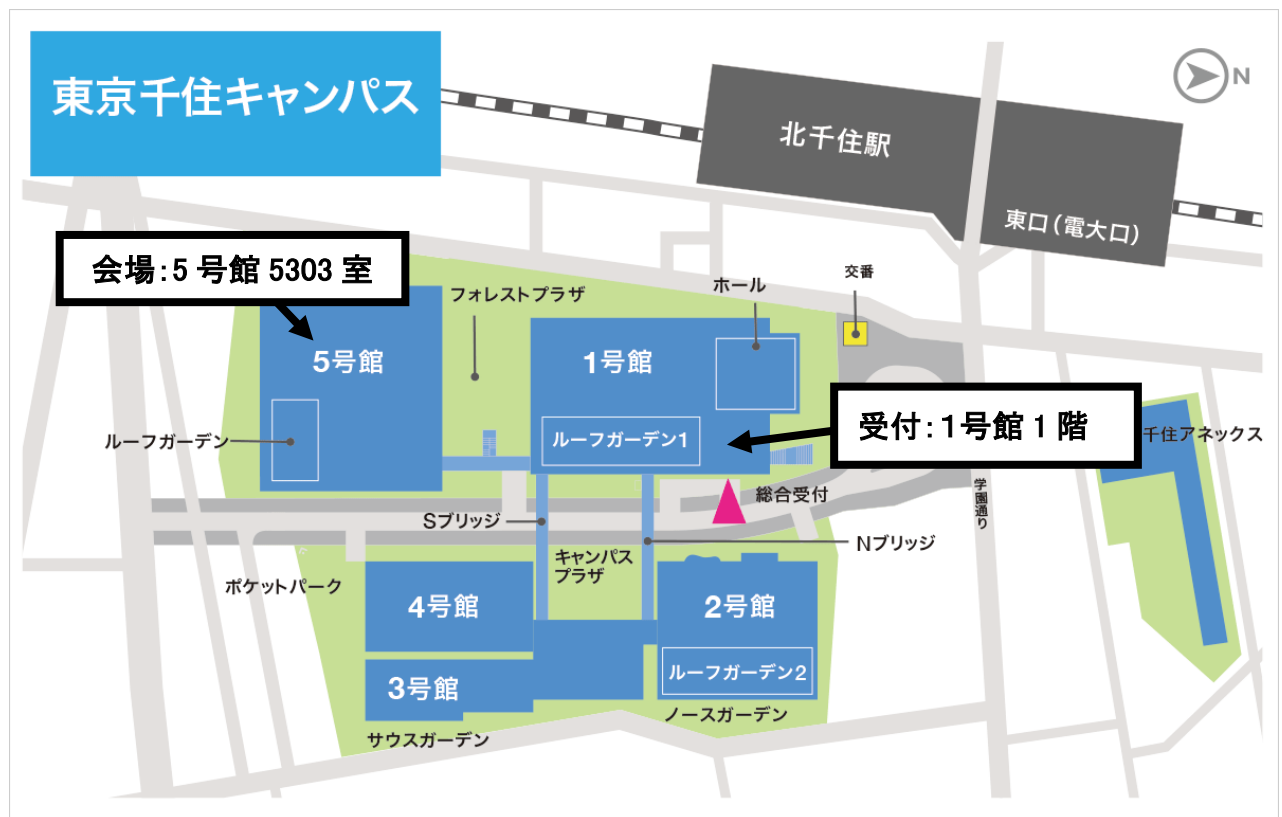 東京千住キャンパス
N
北千住駅
東口(電大口)
会場:5 号館 5303 室
フォレストプラザ
ホール
交番
5号館
1号館
ルーフガーデン
ルーフガーデン1
受付:1号館 1 階
千住アネックス
総合受付
学園通り
Sブリッジ
Nブリッジ
キャンパス
プラザ
ポケットパーク
4号館
2号館
3号館
ルーフガーデン2
ノースガーデン
サウスガーデン